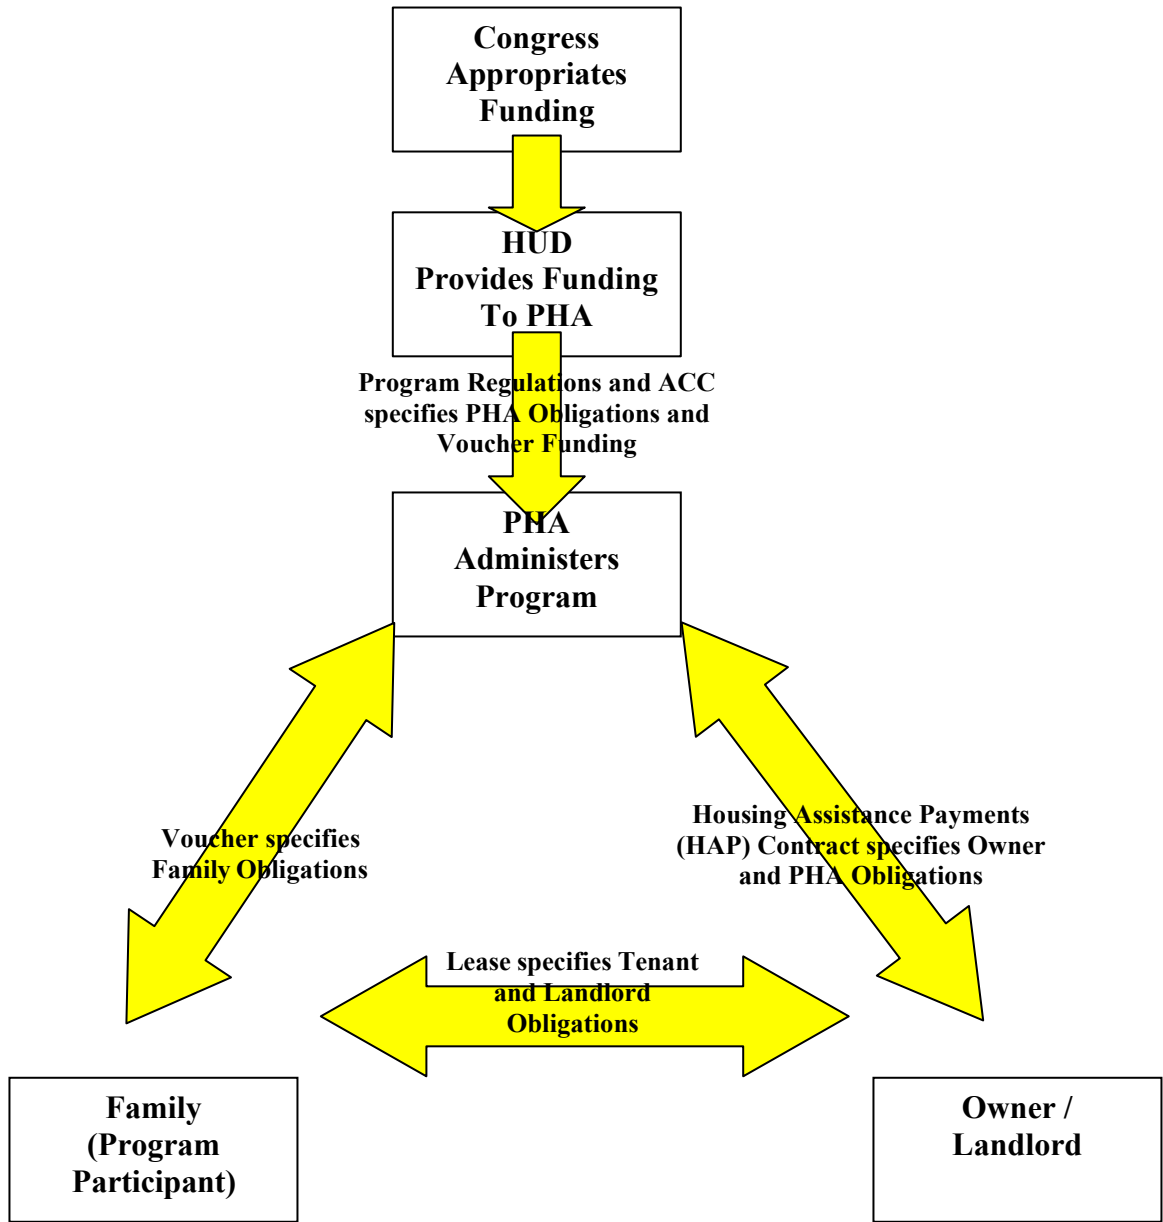 Congress
Appropriates
Funding
HUD
Provides Funding
To PHA
Program Regulations and ACC
specifies PHA Obligations and
Voucher Funding
PHA
Administers
Program
Voucher specifies
Family Obligations
Housing Assistance Payments
(HAP) Contract specifies Owner
and PHA Obligations
Lease specifies Tenant
and Landlord
Obligations
Family
(Program
Participant)
Owner /
Landlord